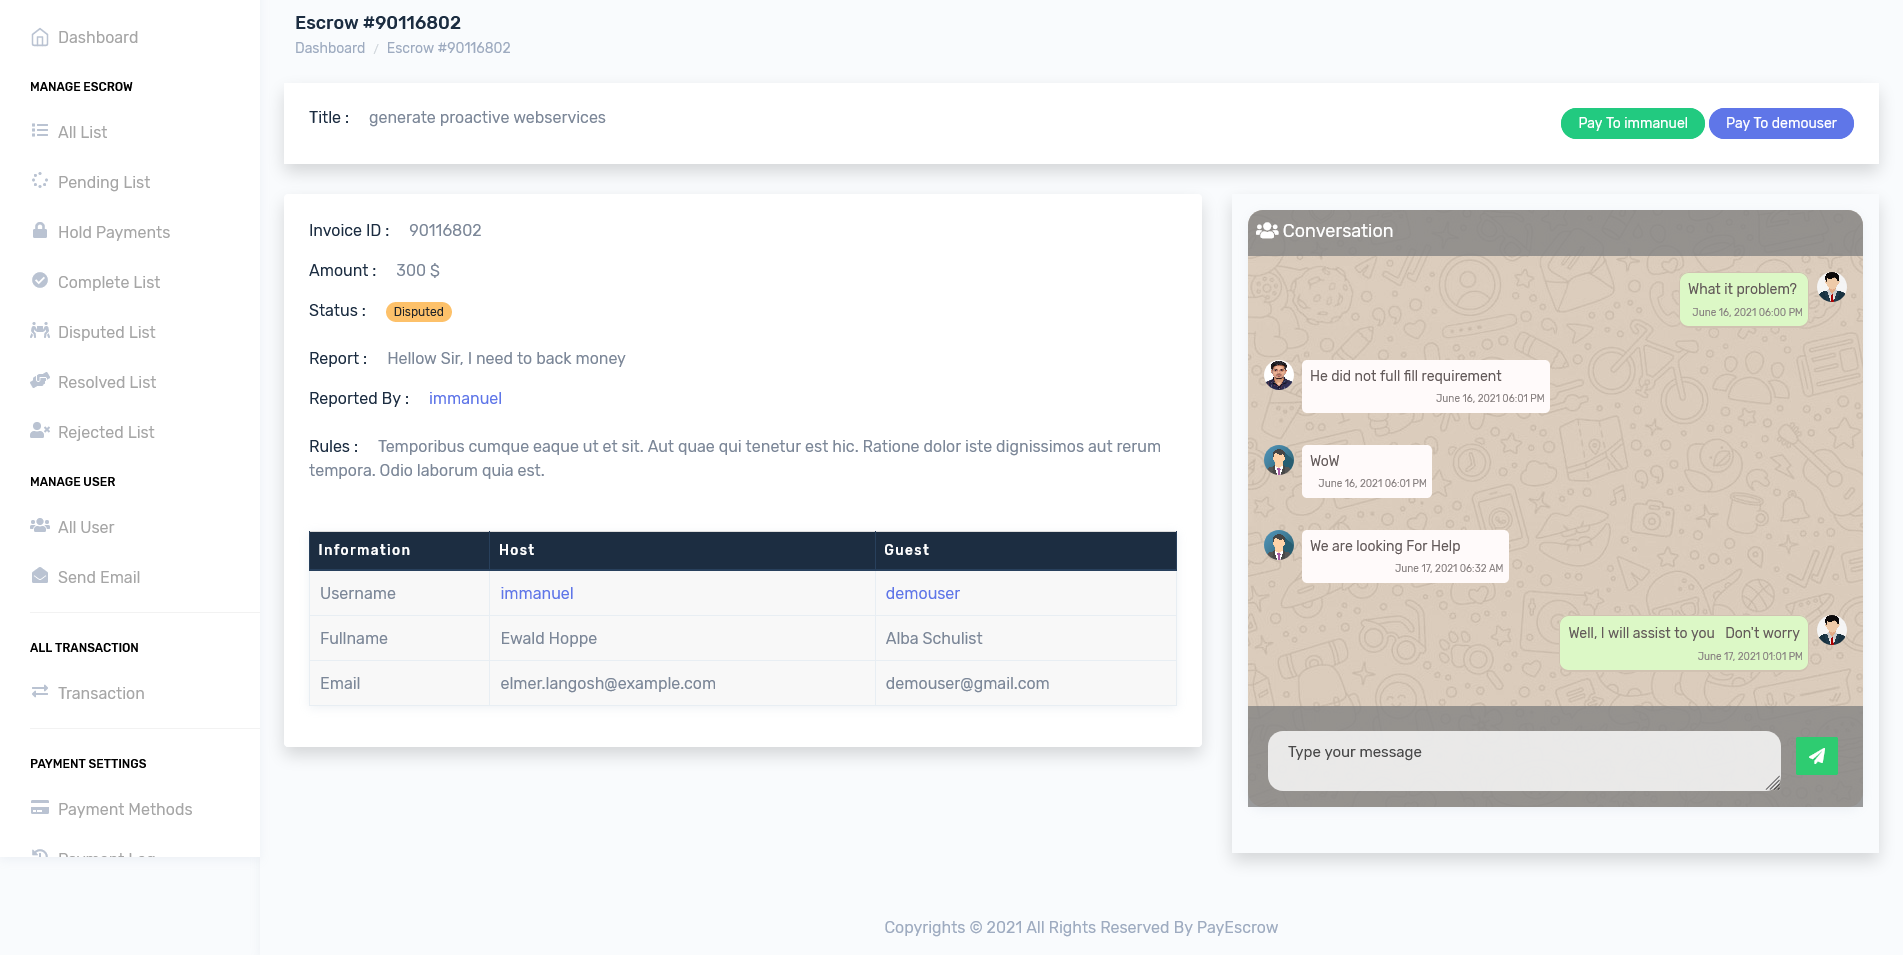 Dashboard
MANAGE ESCROW
All List
Pending List
Hold Payments
Complete List
Disputed List
Resolved List
Rejected List
MANAGE USER
All User
Send Email
ALL TRANSACTION
Transaction
PAYMENT SETTINGS
Payment Methods
Payment Log
Escrow #90116802
Dashboard / Escrow #90116802
Title : generate proactive webservices
Pay To immanuel
Pay To demouser
Invoice ID : 90116802
Amount : 300 $
Status : Disputed
Report : Hellow Sir, I need to back money
Reported By : immanuel
Rules : Temporibus cumque eaque ut et sit. Aut quae qui tenetur est hic. Ratione dolor iste dignissimos aut rerum
tempora. Odio laborum quia est.
Information Host Guest
Username immanuel demouser
Fullname Ewald Hoppe Alba Schulist
Email elmer.langosh@example.com demouser@gmail.com
Conversation
What it problem?
June 16, 2021 06:00 PM
He did not full fill requirement
June 16, 2021 06:01 PM
WoW
June 16, 2021 06:01 PM
We are looking For Help
June 17, 2021 06:32 AM
Well, I will assist to you Don't worry
June 17, 2021 01:01 PM
Type your message
Copyrights © 2021 All Rights Reserved By PayEscrow